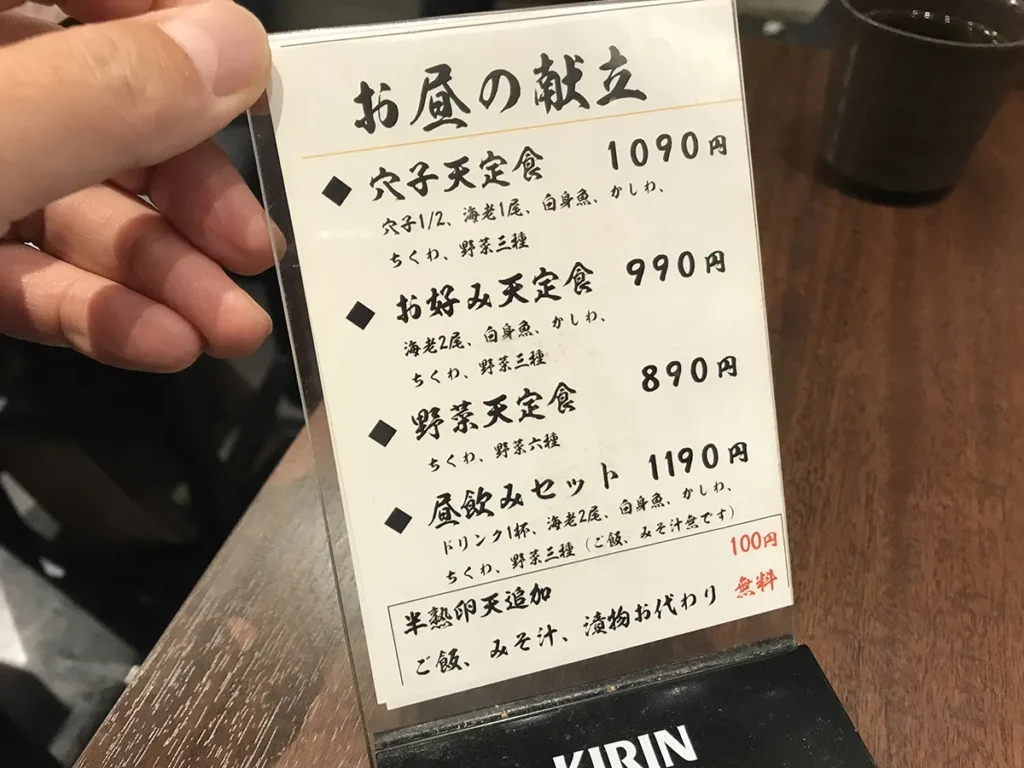 お昼の献立
◆ 穴子天定食 1090円
穴子1/2、海老1尾、白身魚、かしわ、
ちくわ、野菜三種
◆ お好み天定食 990円
海老2尾、白身魚、かしわ、
ちくわ、野菜三種
◆ 野菜天定食 890円
ちくわ、野菜六種
◆ 昼飲みセット 1190円
ドリンク1杯、海老2尾、白身魚、かしわ、
ちくわ、野菜三種（ご飯、みそ汁無です）
半熟卵天追加 100円
ご飯、みそ汁、漬物お代わり 無料
KIRIN